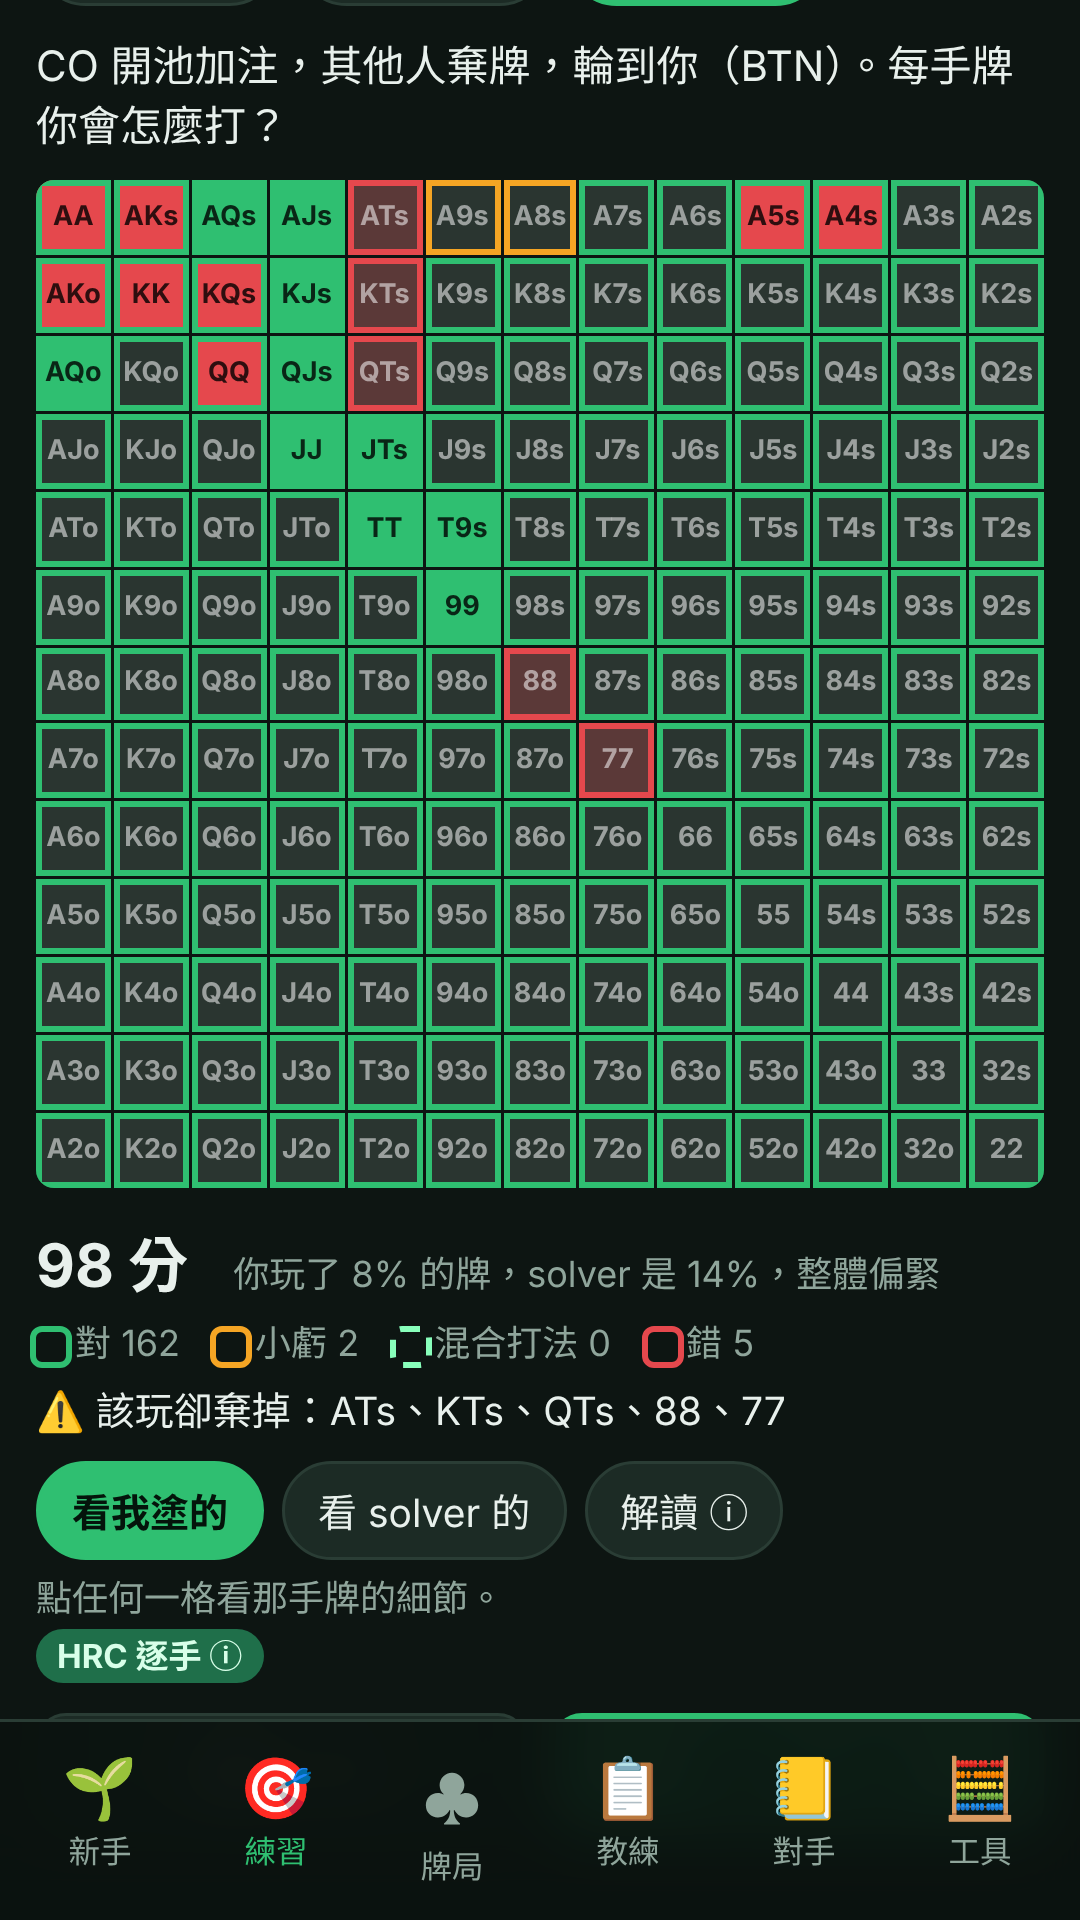 CO 開池加注，其他人棄牌，輪到你（BTN）。每手牌
你會怎麼打？
AA AKs AQs AJs ATs A9s A8s A7s A6s A5s A4s A3s A2s
AKo KK KQs KJs KTs K9s K8s K7s K6s K5s K4s K3s K2s
AQo KQo QQ QJs QTs Q9s Q8s Q7s Q6s Q5s Q4s Q3s Q2s
AJo KJo QJo JJ JTs J9s J8s J7s J6s J5s J4s J3s J2s
ATo KTo QTo JTo TT T9s T8s T7s T6s T5s T4s T3s T2s
A9o K9o Q9o J9o T9o 99 98s 97s 96s 95s 94s 93s 92s
A8o K8o Q8o J8o T8o 98o 88 87s 86s 85s 84s 83s 82s
A7o K7o Q7o J7o T7o 97o 87o 77 76s 75s 74s 73s 72s
A6o K6o Q6o J6o T6o 96o 86o 76o 66 65s 64s 63s 62s
A5o K5o Q5o J5o T5o 95o 85o 75o 65o 55 54s 53s 52s
A4o K4o Q4o J4o T4o 94o 84o 74o 64o 54o 44 43s 42s
A3o K3o Q3o J3o T3o 93o 83o 73o 63o 53o 43o 33 32s
A2o K2o Q2o J2o T2o 92o 82o 72o 62o 52o 42o 32o 22
98 分 你玩了 8% 的牌，solver 是 14%，整體偏緊
對 162 小虧 2 混合打法 0 錯 5
⚠️ 該玩卻棄掉：ATs、KTs、QTs、88、77
看我塗的 看 solver 的 解讀 ⓘ
點任何一格看那手牌的細節。
HRC 逐手 ⓘ
新手 練習 牌局 教練 對手 工具